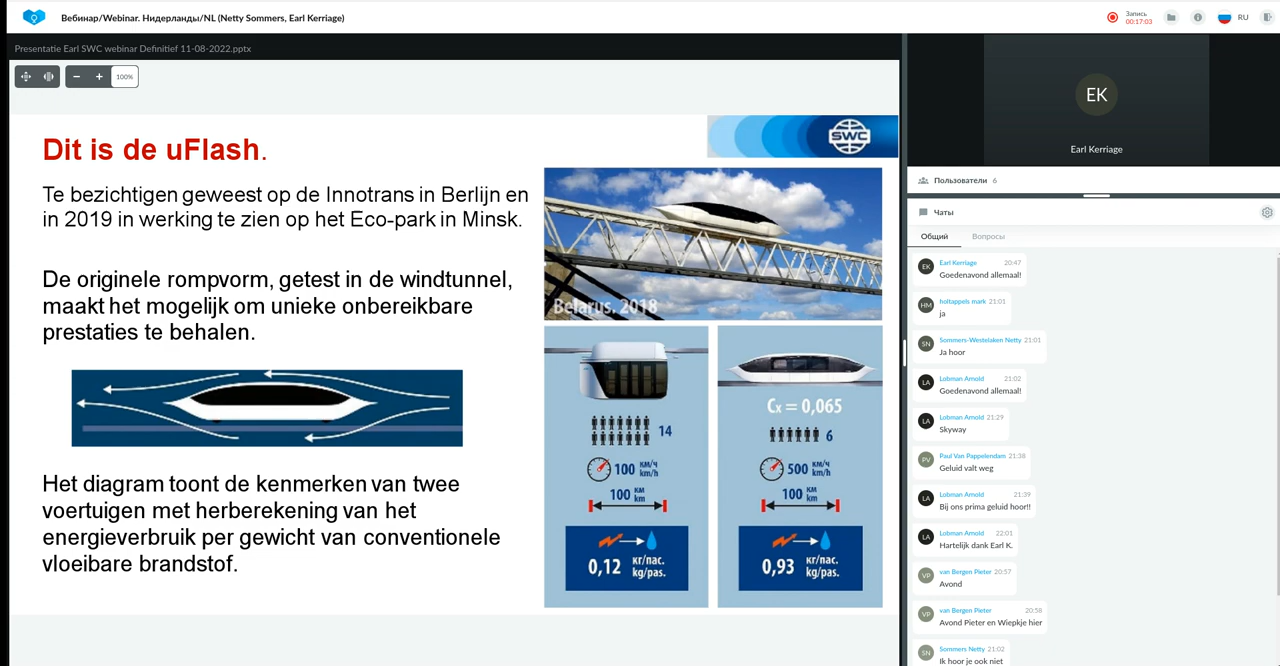 Вебинар/Webinar. Нидерланды/NL (Netty Sommers, Earl Kerriage)
Запись
00:17:03
RU
Presentatie Earl SWC webinar Definitief 11-08-2022.pptx
100%
Dit is de uFlash.
SWC
Te bezichtigen geweest op de Innotrans in Berlijn en
in 2019 in werking te zien op het Eco-park in Minsk.
De originele rompvorm, getest in de windtunnel,
maakt het mogelijk om unieke onbereikbare
prestaties te behalen.
Het diagram toont de kenmerken van twee
voertuigen met herberekening van het
energieverbruik per gewicht van conventionele
vloeibare brandstof.
Belarus. 2018
14
100 км/ч
km/h
100 км
km
0,12 кг/пас.
kg/pas.
Cx = 0,065
6
500 км/ч
km/h
100 км
km
0,93 кг/пас.
kg/pas.
EK
Earl Kerriage
Пользователи 6
Чаты
Общий Вопросы
EK Earl Kerriage 20:47
Goedenavond allemaal!
HM holtappels mark 21:01
ja
SN Sommers-Westelaken Netty 21:01
Ja hoor
LA Lobman Arnold 21:02
Goedenavond allemaal!
LA Lobman Arnold 21:29
Skyway
PV Paul Van Pappelendam 21:38
Geluid valt weg
LA Lobman Arnold 21:39
Bij ons prima geluid hoor!!
LA Lobman Arnold 22:01
Hartelijk dank Earl K.
VP van Bergen Pieter 20:57
Avond
VP van Bergen Pieter 20:58
Avond Pieter en Wiepkje hier
SN Sommers Netty 21:02
Ik hoor je ook niet